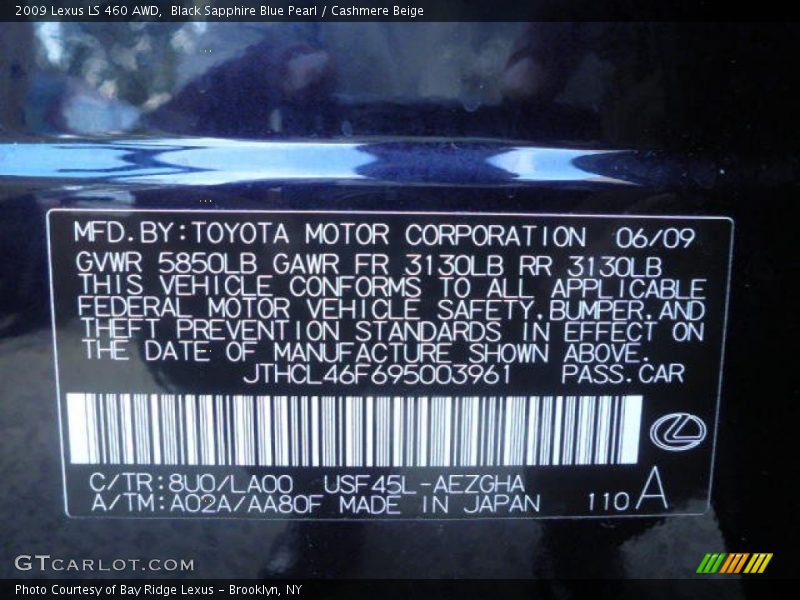 2009 Lexus LS 460 AWD, Black Sapphire Blue Pearl / Cashmere Beige
MFD.BY:TOYOTA MOTOR CORPORATION 06/09
GVWR 5850LB GAWR FR 3130LB RR 3130LB
THIS VEHICLE CONFORMS TO ALL APPLICABLE
FEDERAL MOTOR VEHICLE SAFETY,BUMPER,AND
THEFT PREVENTION STANDARDS IN EFFECT ON
THE DATE OF MANUFACTURE SHOWN ABOVE.
JTHCL46F695003961 PASS.CAR
C/TR:8U0/LA00 USF45L-AEZGHA
A/TM:A02A/AA80F MADE IN JAPAN 110 A
GTCARLOT.COM
Photo Courtesy of Bay Ridge Lexus - Brooklyn, NY